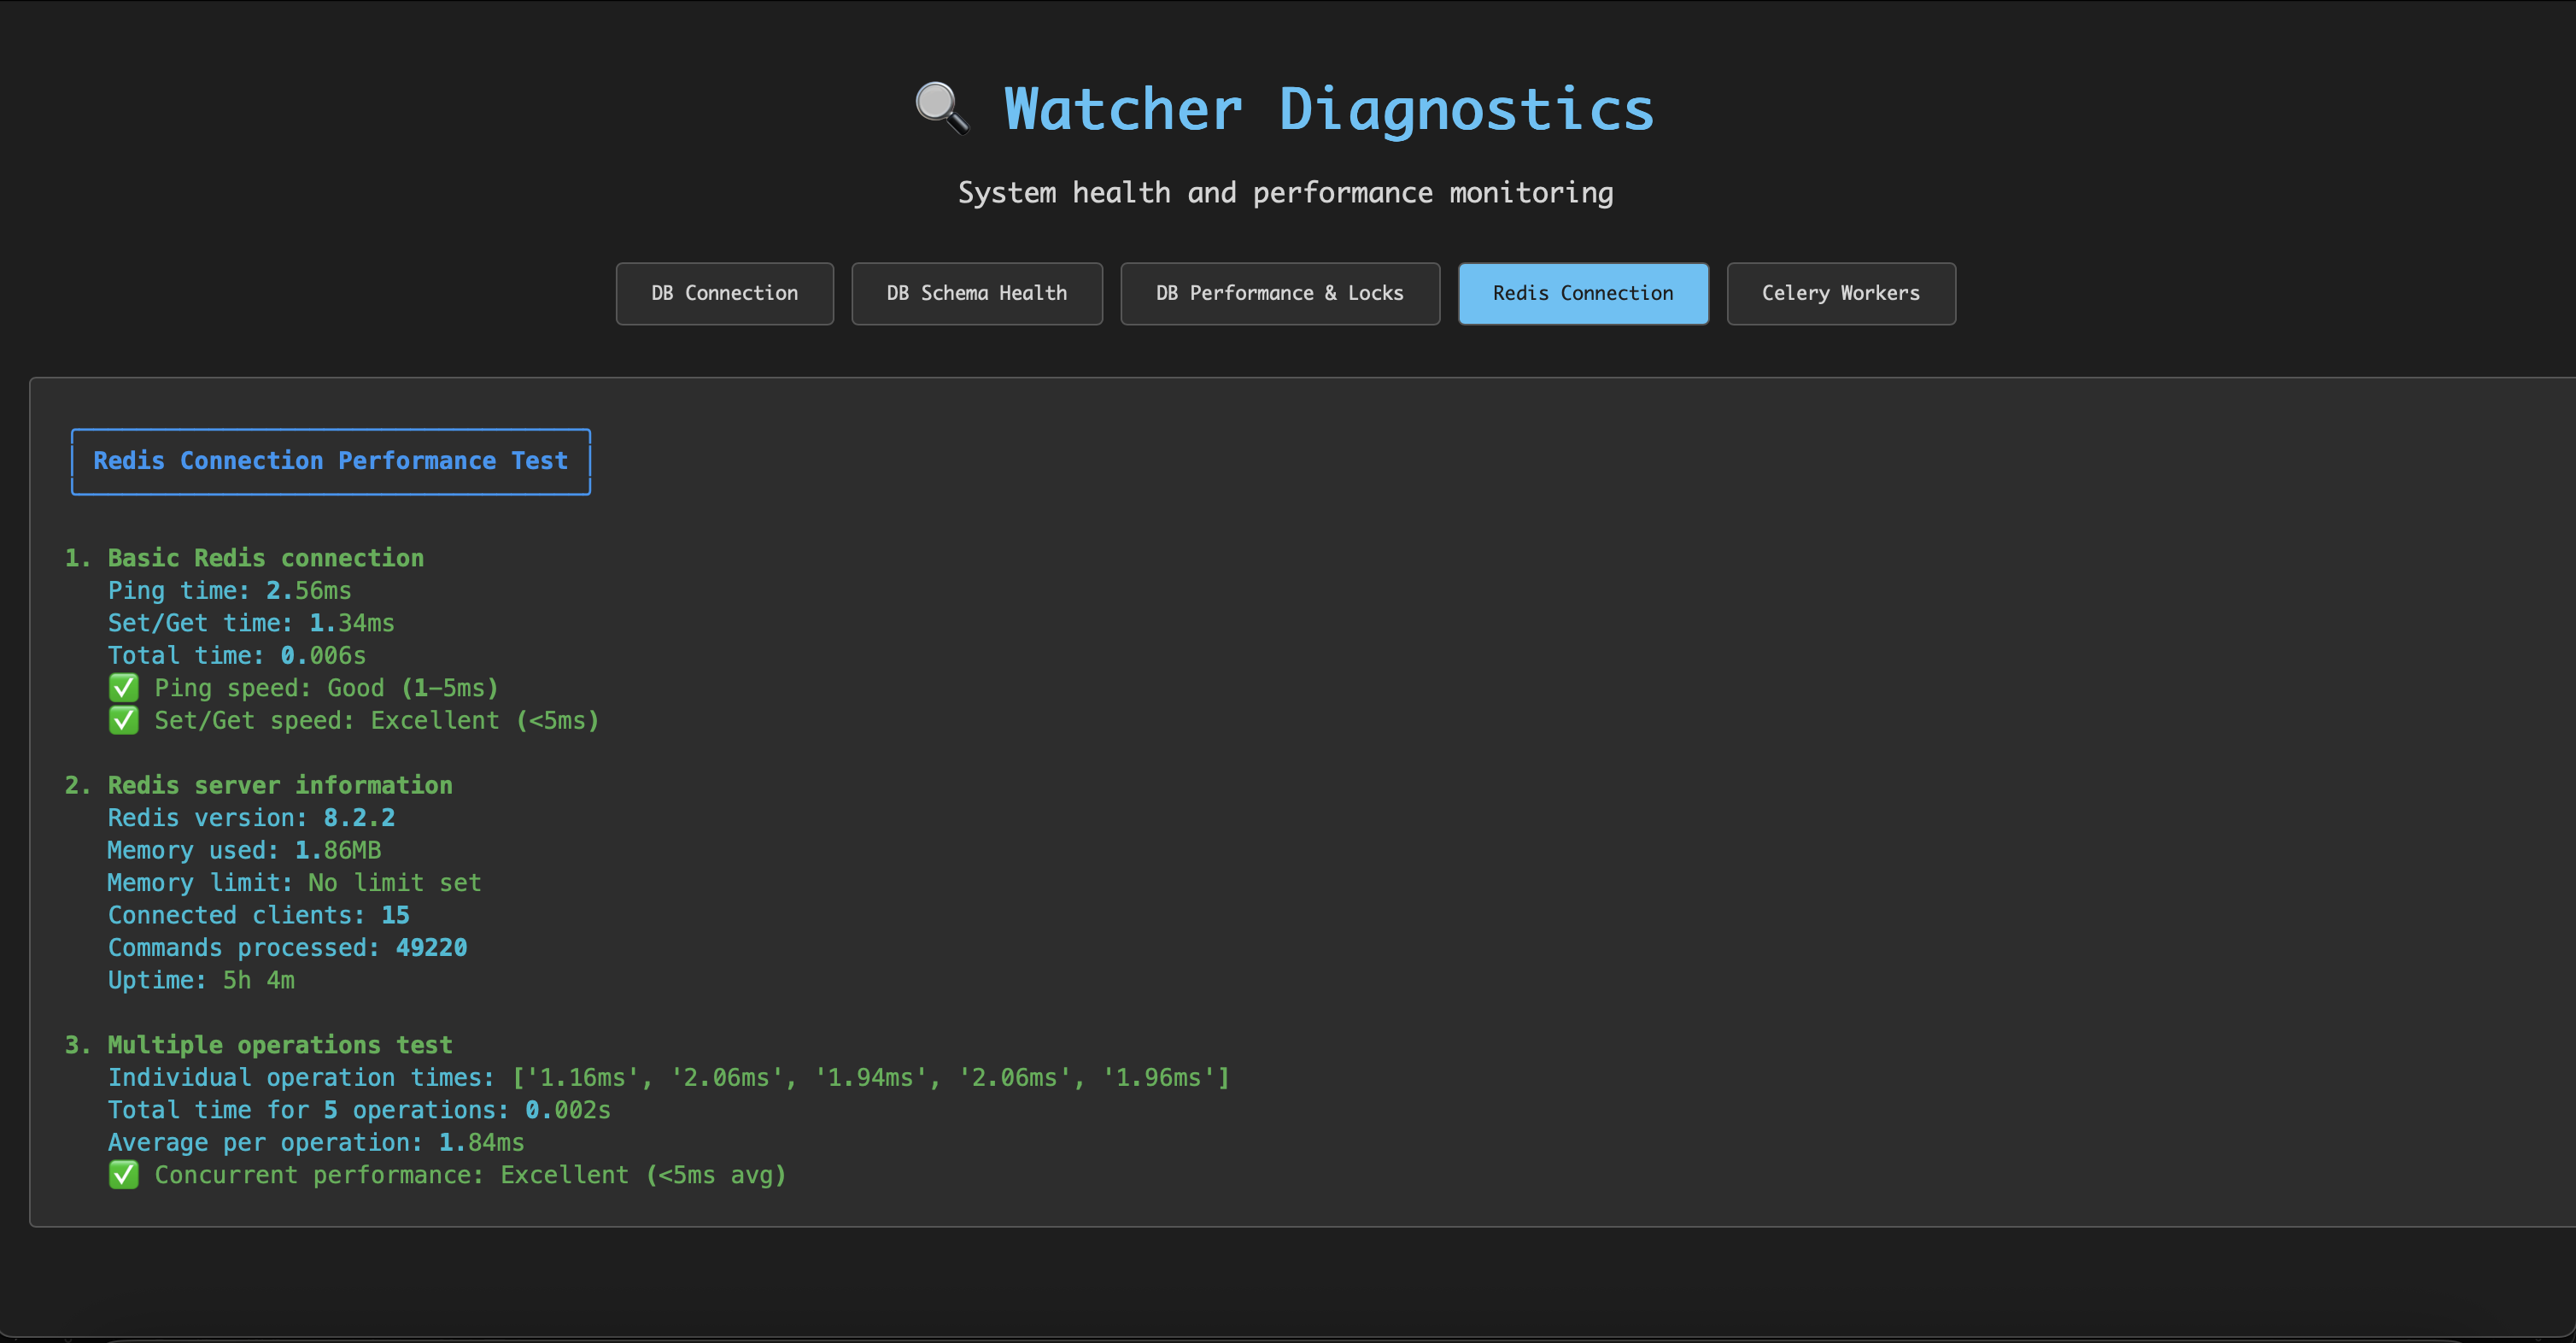 🔍 Watcher Diagnostics
System health and performance monitoring
DB Connection
DB Schema Health
DB Performance & Locks
Redis Connection
Celery Workers
Redis Connection Performance Test
1. Basic Redis connection
Ping time: 2.56ms
Set/Get time: 1.34ms
Total time: 0.006s
✅ Ping speed: Good (1-5ms)
✅ Set/Get speed: Excellent (<5ms)
2. Redis server information
Redis version: 8.2.2
Memory used: 1.86MB
Memory limit: No limit set
Connected clients: 15
Commands processed: 49220
Uptime: 5h 4m
3. Multiple operations test
Individual operation times: ['1.16ms', '2.06ms', '1.94ms', '2.06ms', '1.96ms']
Total time for 5 operations: 0.002s
Average per operation: 1.84ms
✅ Concurrent performance: Excellent (<5ms avg)